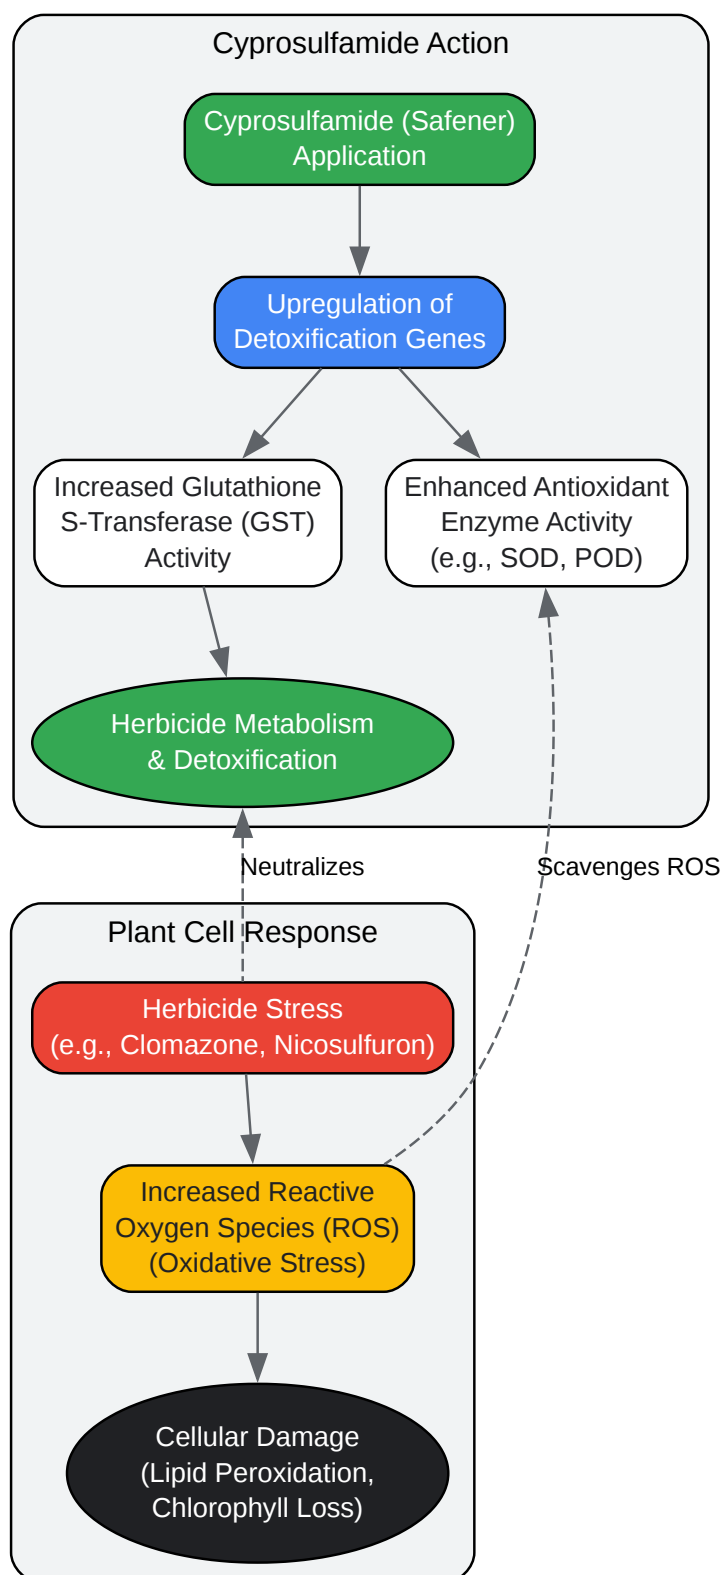 Cyprosulfamide Action
Cyprosulfamide (Safener)
Application
Upregulation of
Detoxification Genes
Increased Glutathione
S-Transferase (GST)
Activity
Enhanced Antioxidant
Enzyme Activity
(e.g., SOD, POD)
Herbicide Metabolism
& Detoxification
Neutralizes
Scavenges ROS
Plant Cell Response
Herbicide Stress
(e.g., Clomazone, Nicosulfuron)
Increased Reactive
Oxygen Species (ROS)
(Oxidative Stress)
Cellular Damage
(Lipid Peroxidation,
Chlorophyll Loss)